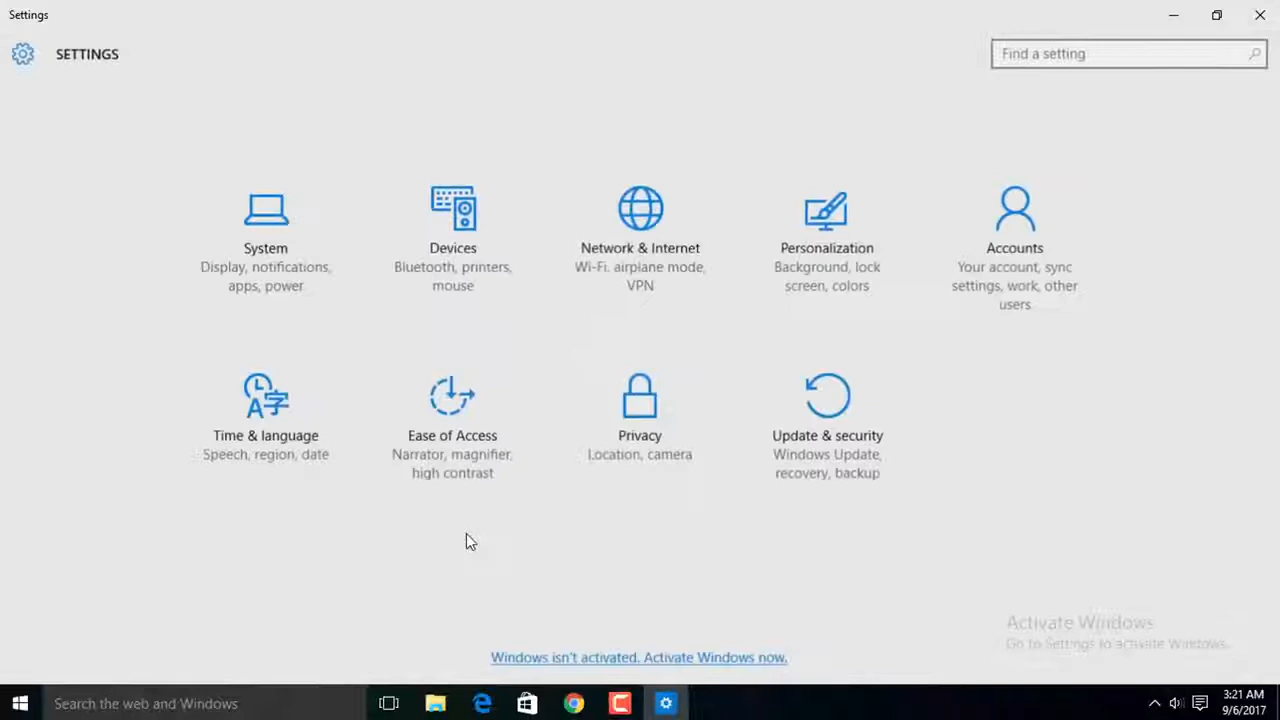 Settings
SETTINGS
Find a setting
System
Display, notifications,
apps, power
Devices
Bluetooth, printers,
mouse
Network & Internet
Wi-Fi, airplane mode,
VPN
Personalization
Background, lock
screen, colors
Accounts
Your account, sync
settings, work, other
users
Time & language
Speech, region, date
Ease of Access
Narrator, magnifier,
high contrast
Privacy
Location, camera
Update & security
Windows Update,
recovery, backup
Activate Windows
Go to Settings to activate Windows.
Windows isn't activated. Activate Windows now.
Search the web and Windows
3:21 AM
9/6/2017